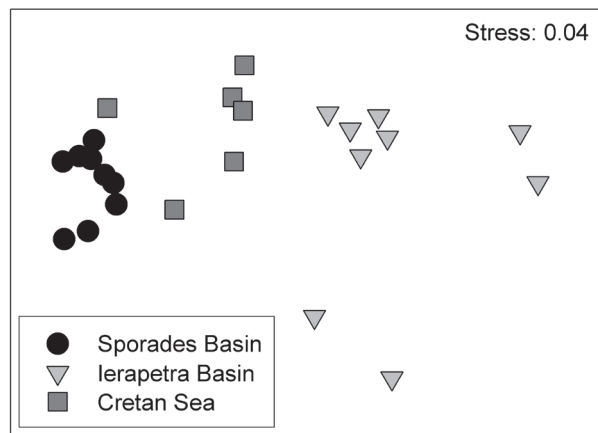 Stress: 0.04
Sporades Basin
Ierapetra Basin
Cretan Sea